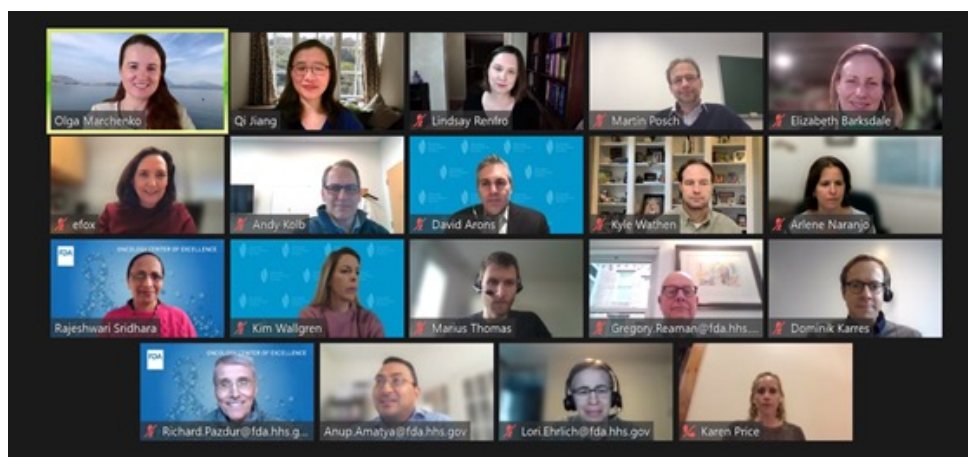 Olga Marchenko
Qi Jiang
Lindsay Renfro
Martin Posch
Elizabeth Barksdale
efox
Andy Kolb
David Arons
Kyle Wathen
Arlene Naranjo
FDA
ONCOLOGY CENTER OF EXCELLENCE
Rajeshwari Sridhara
Kim Wallgren
Marius Thomas
Gregory.Reaman@fda.hhs....
Dominik Karres
FDA
ONCOLOGY CENTER OF EXCELLENCE
Richard.Pazdur@fda.hhs.g...
Anup.Amatya@fda.hhs.gov
Lori.Ehrlich@fda.hhs.gov
Karen Price